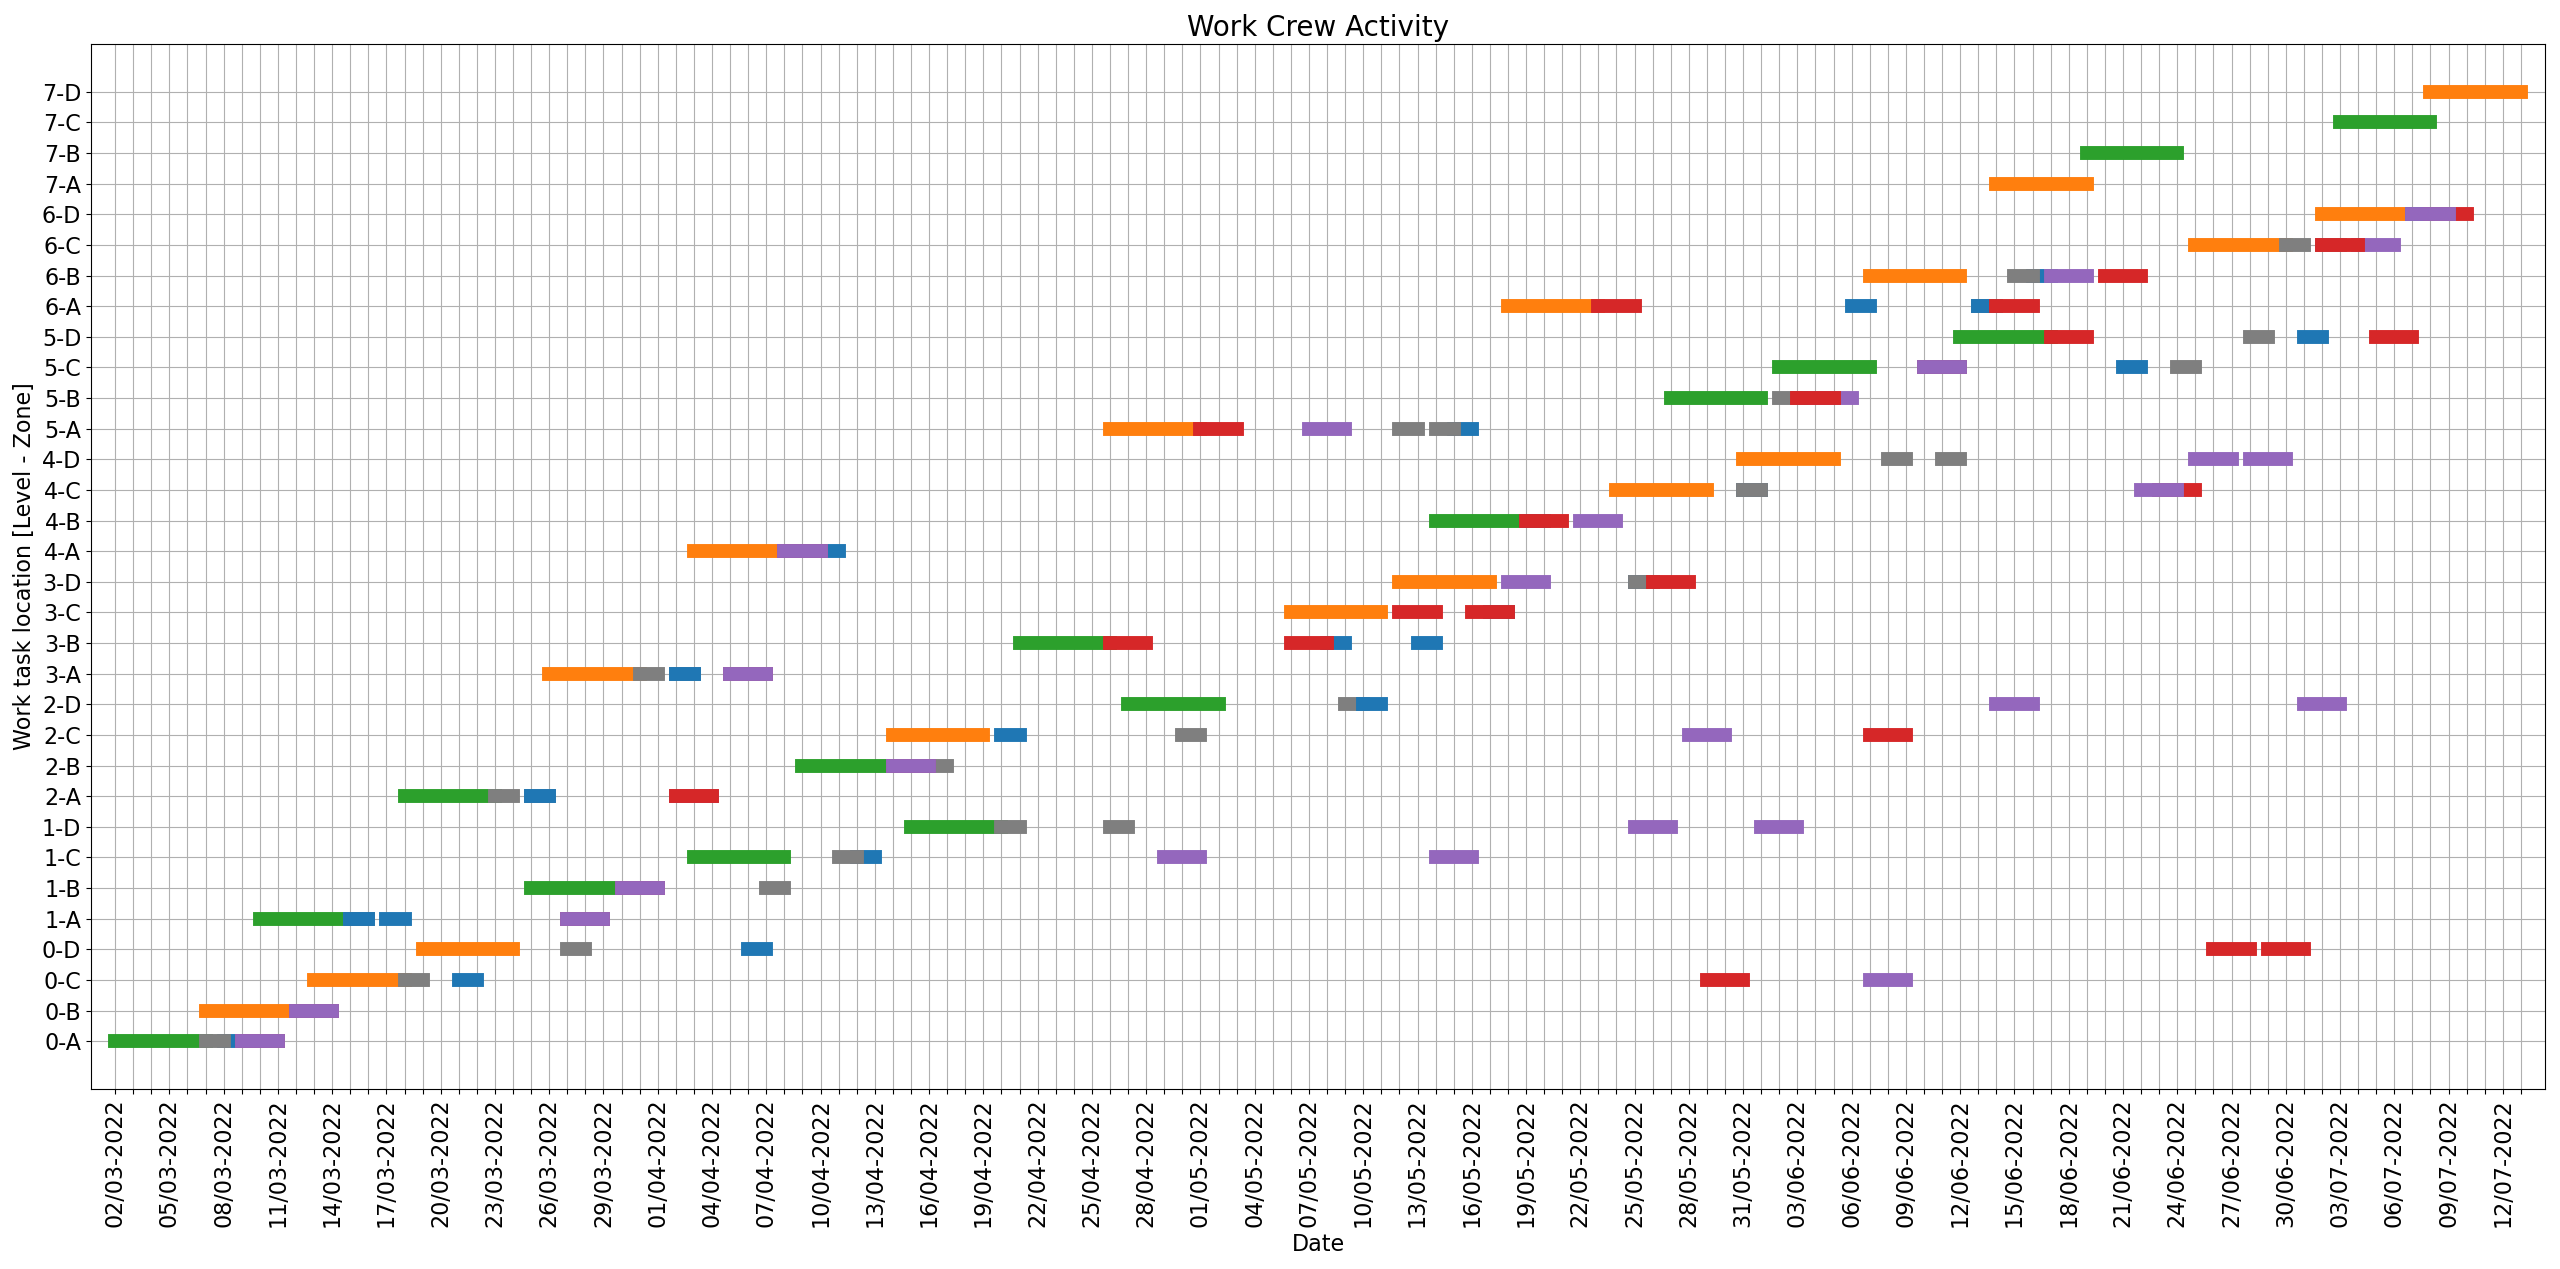 Work Crew Activity
Work task location [Level - Zone]
7-D
7-C
7-B
7-A
6-D
6-C
6-B
6-A
5-D
5-C
5-B
5-A
4-D
4-C
4-B
4-A
3-D
3-C
3-B
3-A
2-D
2-C
2-B
2-A
1-D
1-C
1-B
1-A
0-D
0-C
0-B
0-A
02/03-2022
05/03-2022
08/03-2022
11/03-2022
14/03-2022
17/03-2022
20/03-2022
23/03-2022
26/03-2022
29/03-2022
01/04-2022
04/04-2022
07/04-2022
10/04-2022
13/04-2022
16/04-2022
19/04-2022
22/04-2022
25/04-2022
28/04-2022
01/05-2022
04/05-2022
07/05-2022
10/05-2022
13/05-2022
16/05-2022
19/05-2022
22/05-2022
25/05-2022
28/05-2022
31/05-2022
03/06-2022
06/06-2022
09/06-2022
12/06-2022
15/06-2022
18/06-2022
21/06-2022
24/06-2022
27/06-2022
30/06-2022
03/07-2022
06/07-2022
09/07-2022
12/07-2022
Date